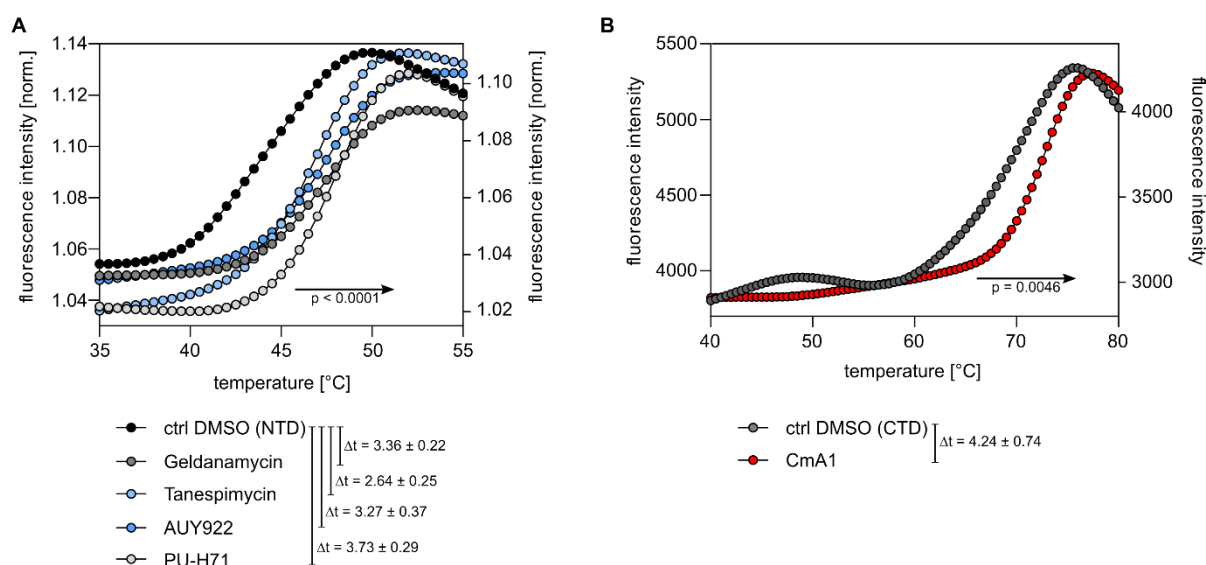 A
fluorescence intensity [norm.]
1.14
1.12
1.10
1.08
1.06
1.04
1.10
1.08
1.06
1.04
1.02
fluorescence intensity [norm.]
p < 0.0001
35 40 45 50 55
temperature [°C]
ctrl DMSO (NTD)
Geldanamycin
Tanespimycin
AUY922
PU-H71
Δt = 3.36 ± 0.22
Δt = 2.64 ± 0.25
Δt = 3.27 ± 0.37
Δt = 3.73 ± 0.29
B
fluorescence intensity
5500
5000
4500
4000
4000
3500
3000
fluorescence intensity
p = 0.0046
40 50 60 70 80
temperature [°C]
ctrl DMSO (CTD)
CmA1
Δt = 4.24 ± 0.74